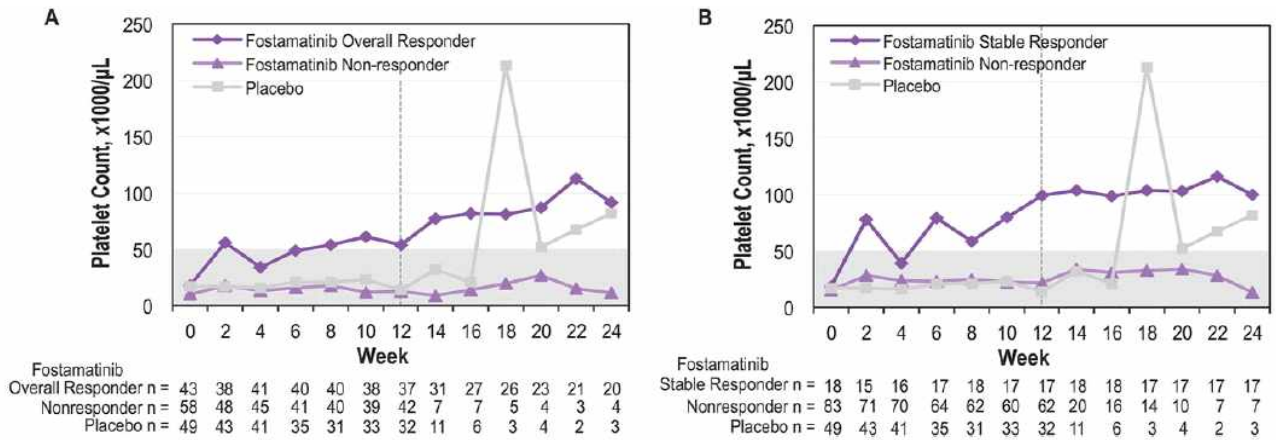 A
250
200
150
100
50
0
Platelet Count, x1000/µL
Fostamatinib Overall Responder
Fostamatinib Non-responder
Placebo
0 2 4 6 8 10 12 14 16 18 20 22 24
Week
Fostamatinib
Overall Responder n = 43 38 41 40 40 38 37 31 27 26 23 21 20
Nonresponder n = 58 48 45 41 40 39 42 7 7 5 4 3 4
Placebo n = 49 43 41 35 31 33 32 11 6 3 4 2 3
B
250
200
150
100
50
0
Platelet Count, x1000/µL
Fostamatinib Stable Responder
Fostamatinib Non-responder
Placebo
0 2 4 6 8 10 12 14 16 18 20 22 24
Week
Fostamatinib
Stable Responder n = 18 15 16 17 18 17 17 18 18 17 17 17 17
Nonresponder n = 83 71 70 64 62 60 62 20 16 14 10 7 7
Placebo n = 49 43 41 35 31 33 32 11 6 3 4 2 3